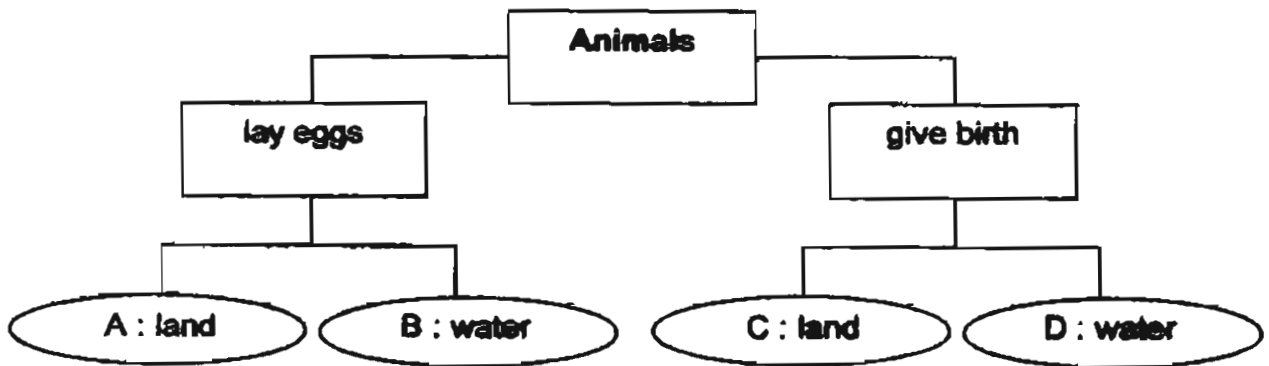 Animals
lay eggs
give birth
A : land
B : water
C : land
D : water